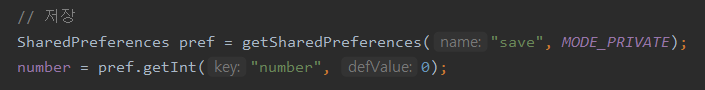 // 저장
SharedPreferences pref = getSharedPreferences( name: "save", MODE_PRIVATE);
number = pref.getInt( key: "number", defValue: 0);